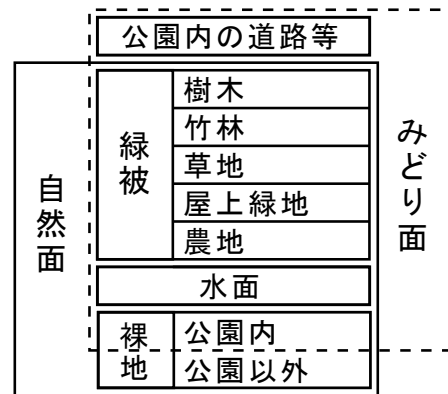 公園内の道路等
自然面
緑被
樹木
竹林
草地
屋上緑地
農地
水面
裸地
公園内
公園以外
みどり面